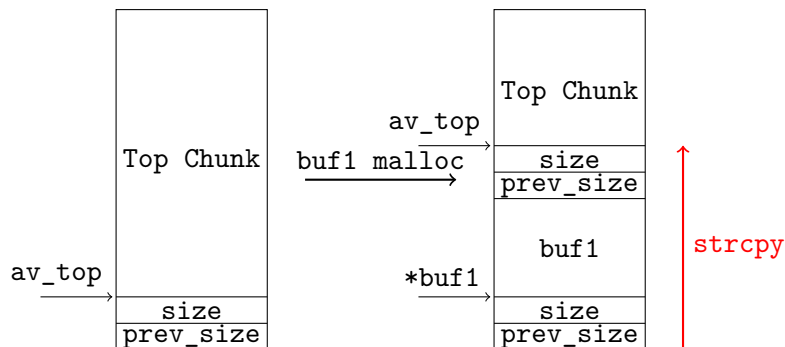 Top Chunk
av_top
size
prev_size
buf1 malloc
Top Chunk
av_top
size
prev_size
buf1
*buf1
size
prev_size
strcpy